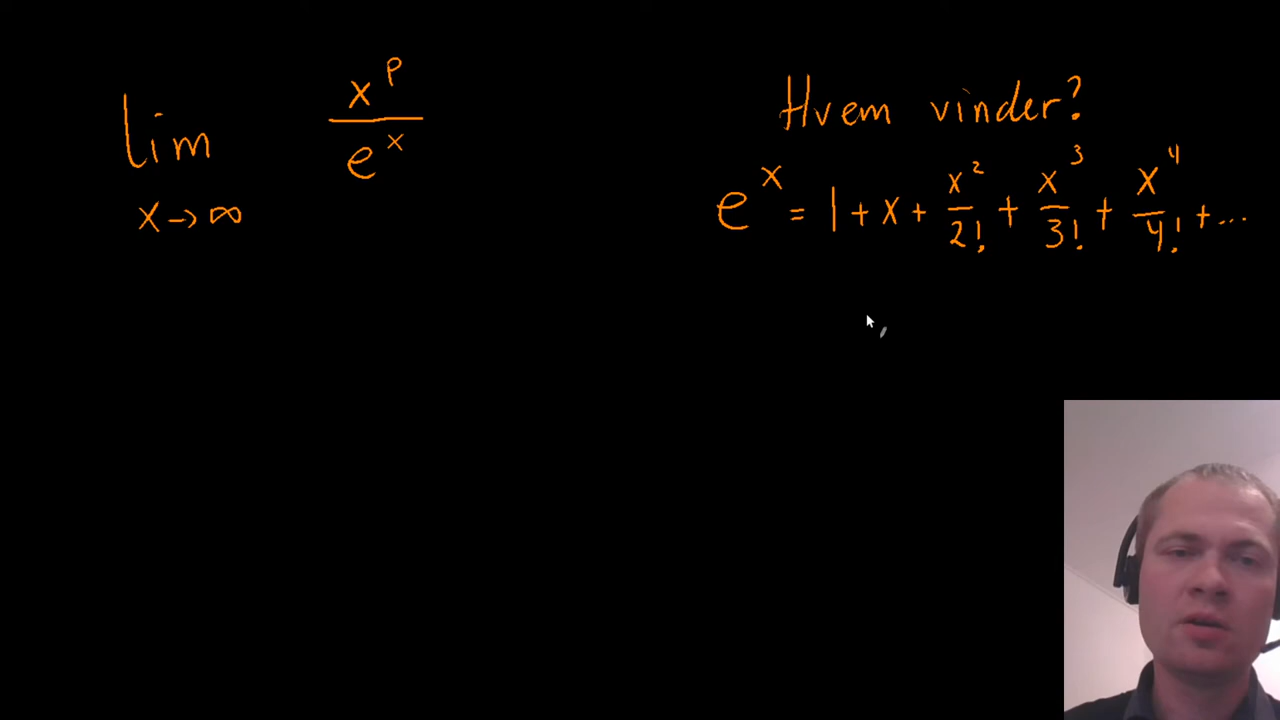 lim x→∞ x^p / e^x
Hvem vinder?
e^x = 1 + x + x^2/2! + x^3/3! + x^4/4! + ...